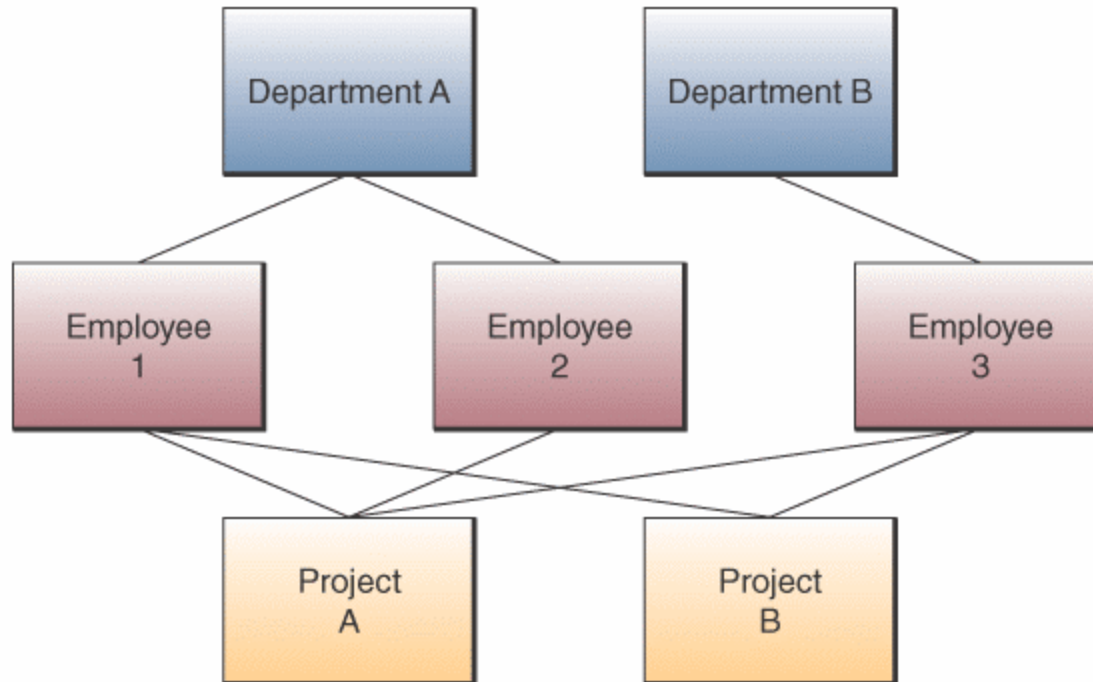 Department A
Department B
Employee
1
Employee
2
Employee
3
Project
A
Project
B